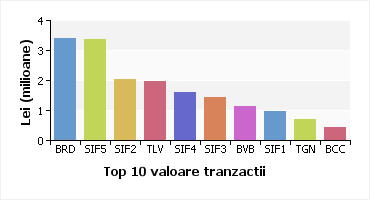 4
3
2
1
0
Lei (milioane)
BRD SIF5 SIF2 TLV SIF4 SIF3 BVB SIF1 TGN BCC
Top 10 valoare tranzactii